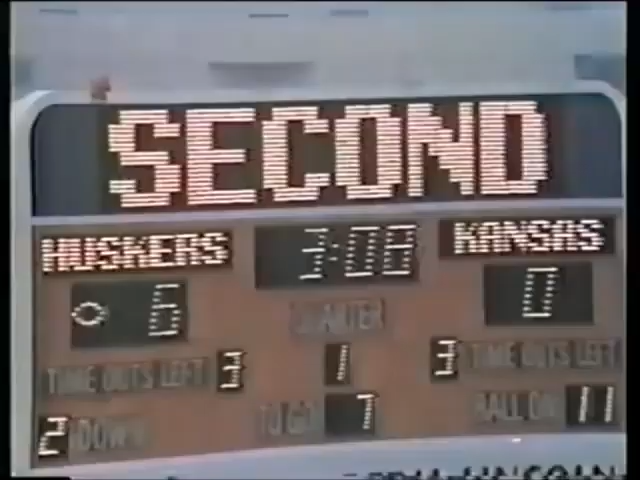 SECOND
HUSKERS 3:08 KANSAS
6 0
QUARTER
TIME OUTS LEFT 3 1 3 TIME OUTS LEFT
2 DOWN TO GO 7 BALL ON 11
LINCOLN